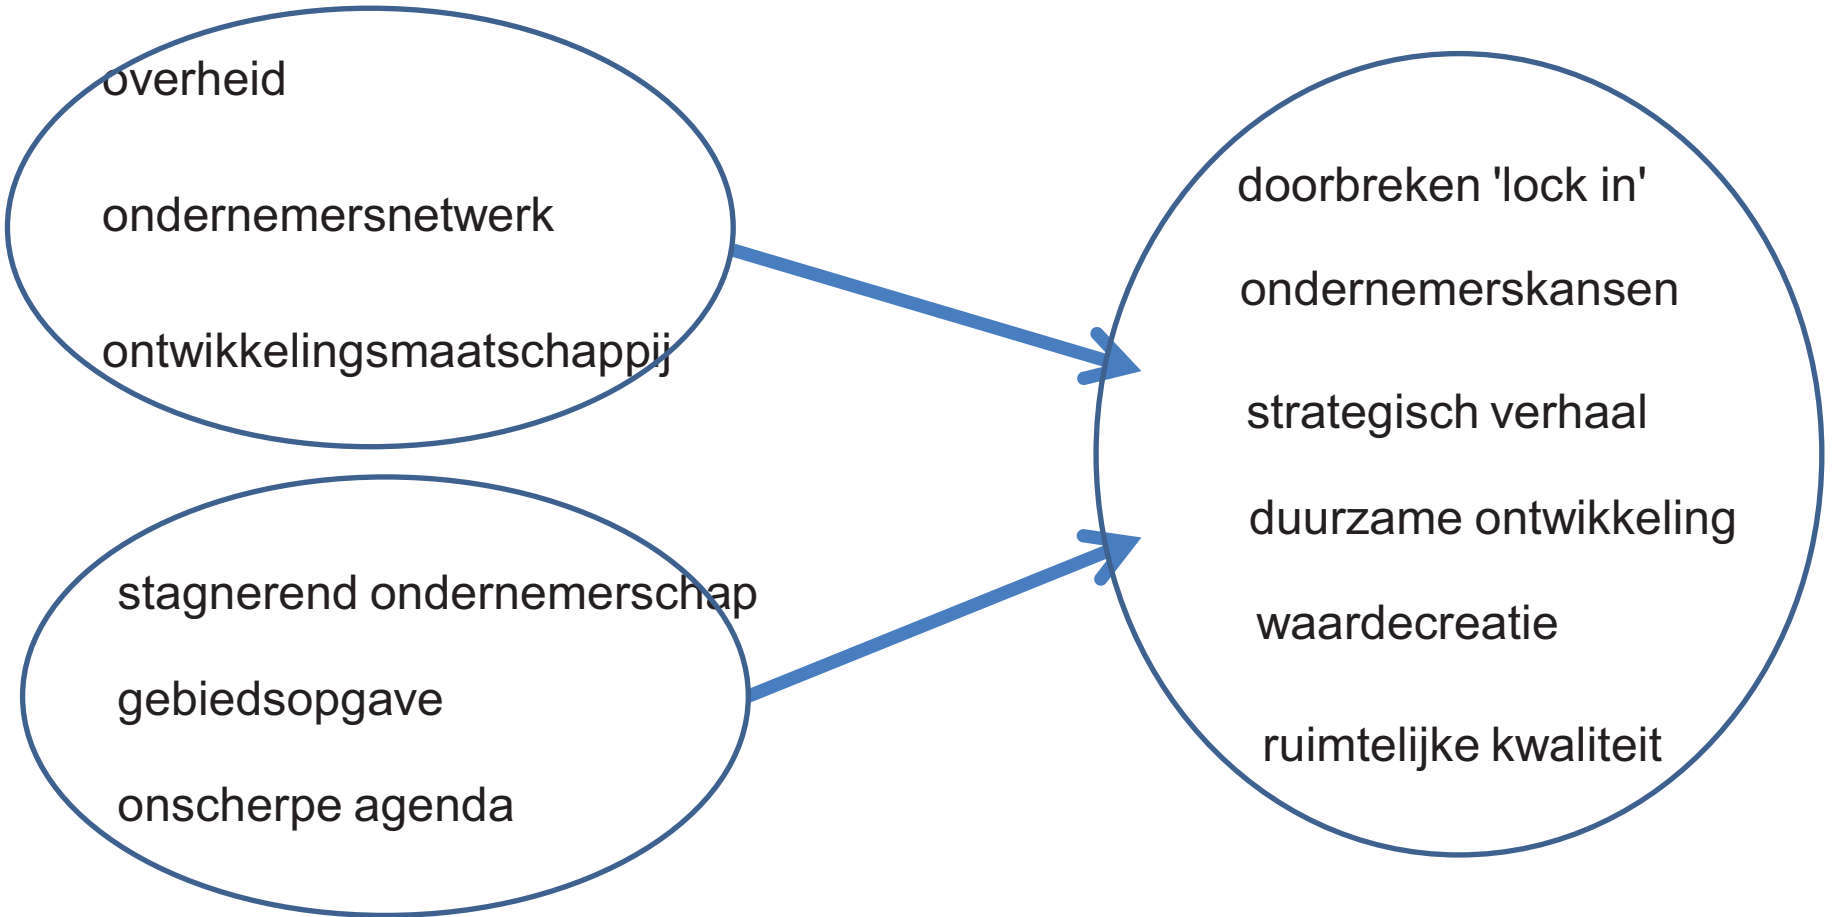 overheid
ondernemersnetwerk
ontwikkelingsmaatschappij
stagnerend ondernemerschap
gebiedsopgave
onscherpe agenda
doorbreken 'lock in'
ondernemerskansen
strategisch verhaal
duurzame ontwikkeling
waardecreatie
ruimtelijke kwaliteit